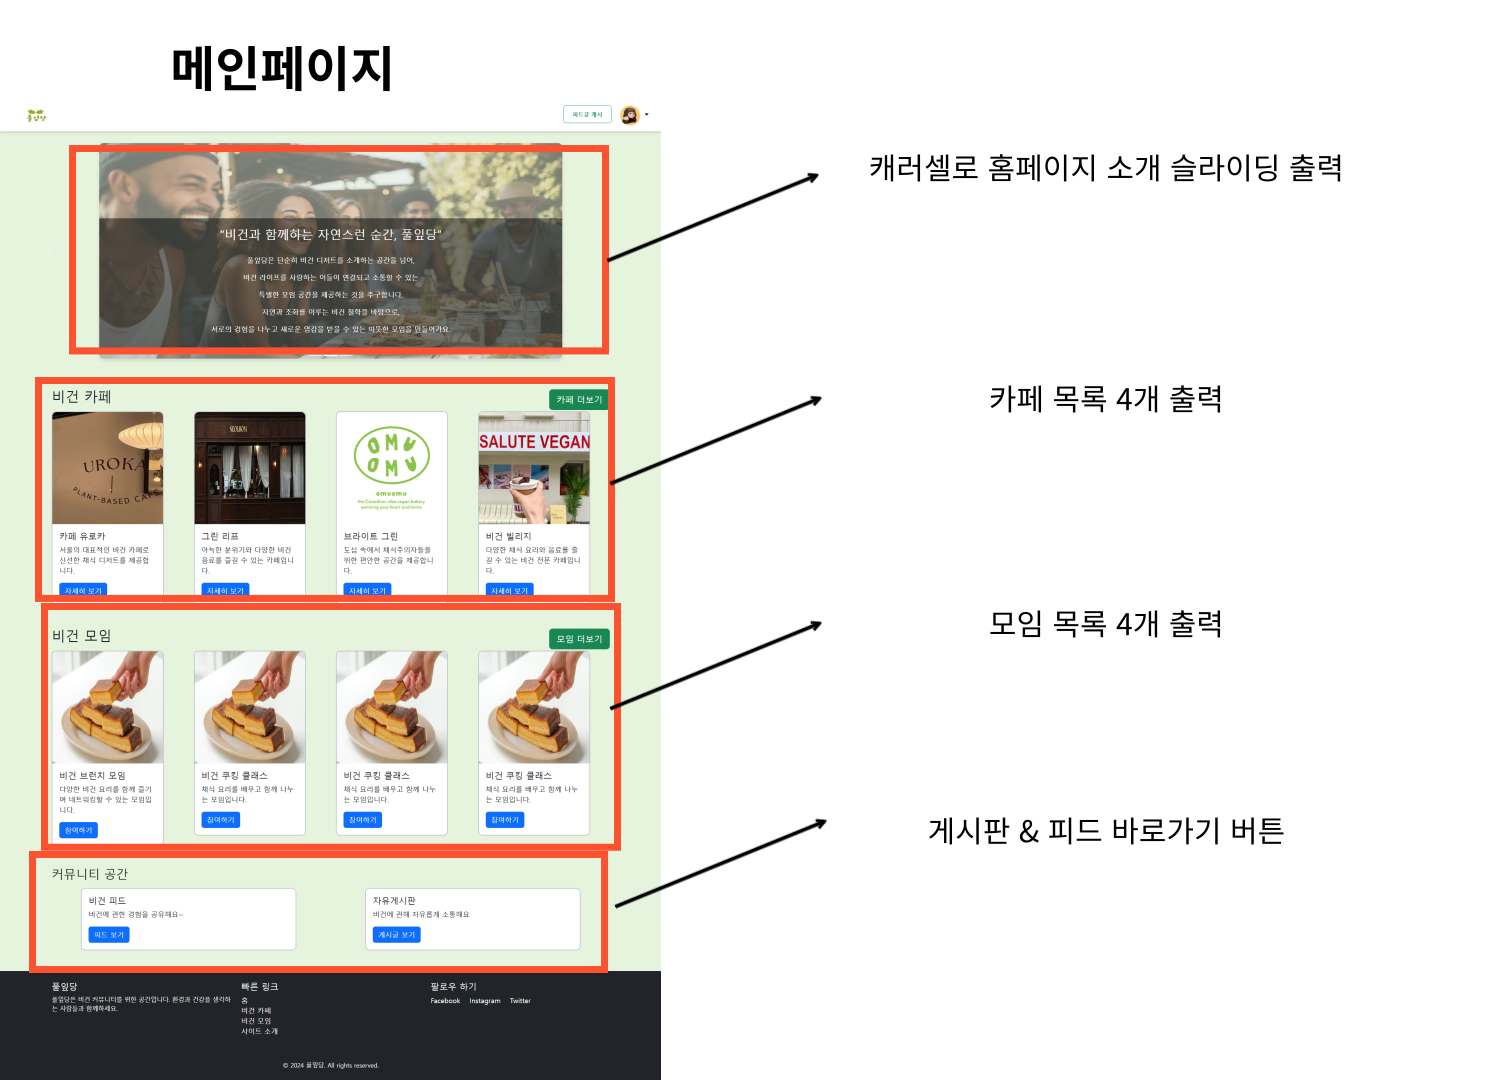 메인페이지
풀잎당
피드글 게시
"비건과 함께하는 자연스런 순간, 풀잎당"
풀잎당은 단순히 비건 디저트를 소개하는 공간을 넘어,
비건 라이프를 사랑하는 이들이 연결되고 소통할 수 있는
특별한 모임 공간을 제공하는 것을 추구합니다.
자연과 조화를 이루는 비건 철학을 바탕으로,
서로의 경험을 나누고 새로운 영감을 받을 수 있는 따뜻한 모임을 만들어가요.
캐러셀로 홈페이지 소개 슬라이딩 출력
비건 카페
카페 더보기
UROKA
PLANT-BASED CAFE
카페 유로카
서울의 대표적인 비건 카페로
신선한 채식 디저트를 제공합
니다.
자세히 보기
그린 리프
아늑한 분위기와 다양한 비건
음료를 즐길 수 있는 카페입니
다.
자세히 보기
OMU
OMU
omuomu
the Canadian vibe vegan bakery
warming your heart and home
브라이트 그린
도심 속에서 채식주의자들을
위한 편안한 공간을 제공합니
다.
자세히 보기
SALUTE VEGAN
비건 빌리지
다양한 채식 요리와 음료를 즐
길 수 있는 비건 전문 카페입니
다.
자세히 보기
카페 목록 4개 출력
비건 모임
모임 더보기
비건 브런치 모임
다양한 비건 요리를 함께 즐기
며 네트워킹할 수 있는 모임입
니다.
참여하기
비건 쿠킹 클래스
채식 요리를 배우고 함께 나누
는 모임입니다.
참여하기
비건 쿠킹 클래스
채식 요리를 배우고 함께 나누
는 모임입니다.
참여하기
비건 쿠킹 클래스
채식 요리를 배우고 함께 나누
는 모임입니다.
참여하기
모임 목록 4개 출력
커뮤니티 공간
비건 피드
비건에 관한 경험을 공유해요~
피드 보기
자유게시판
비건에 관해 자유롭게 소통해요
게시글 보기
게시판 & 피드 바로가기 버튼
풀잎당
풀잎당은 비건 커뮤니티를 위한 공간입니다. 환경과 건강을 생각하
는 사람들과 함께하세요.
빠른 링크
홈
비건 카페
비건 모임
사이트 소개
팔로우 하기
Facebook Instagram Twitter
© 2024 풀잎당. All rights reserved.